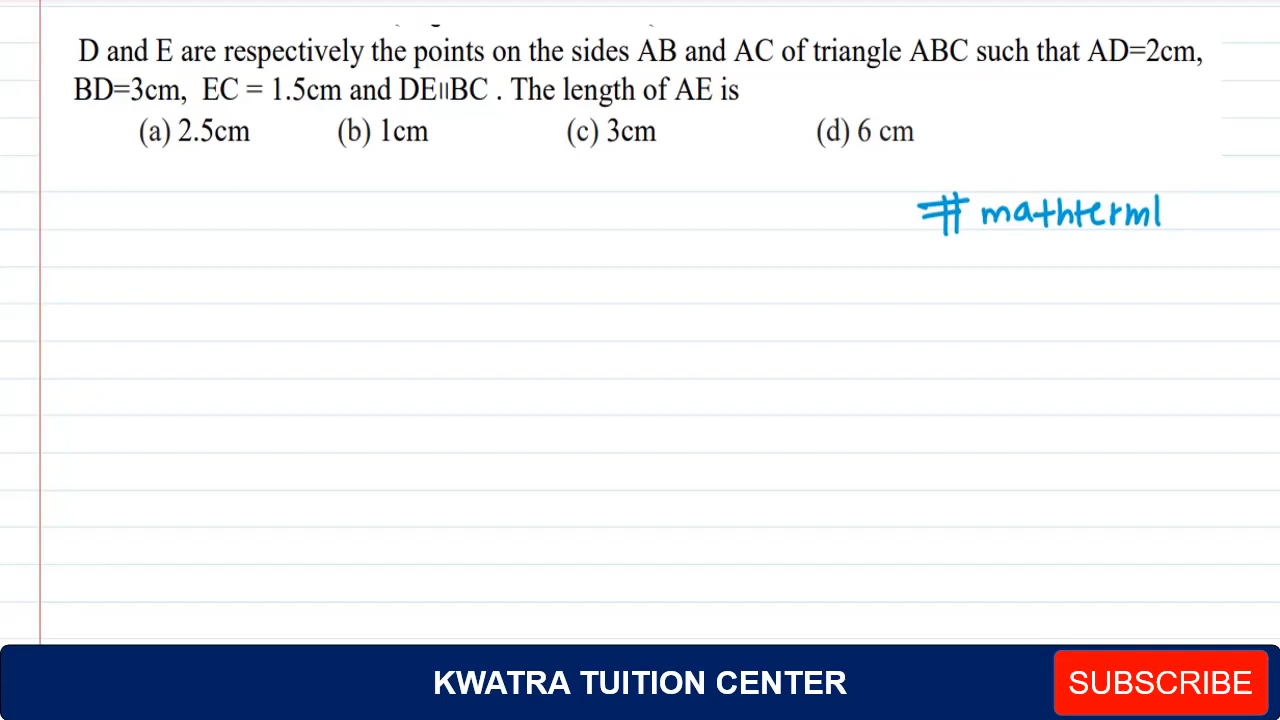 D and E are respectively the points on the sides AB and AC of triangle ABC such that AD=2cm,
BD=3cm, EC = 1.5cm and DE॥BC . The length of AE is
(a) 2.5cm (b) 1cm (c) 3cm (d) 6 cm
# mathterm1
KWATRA TUITION CENTER
SUBSCRIBE